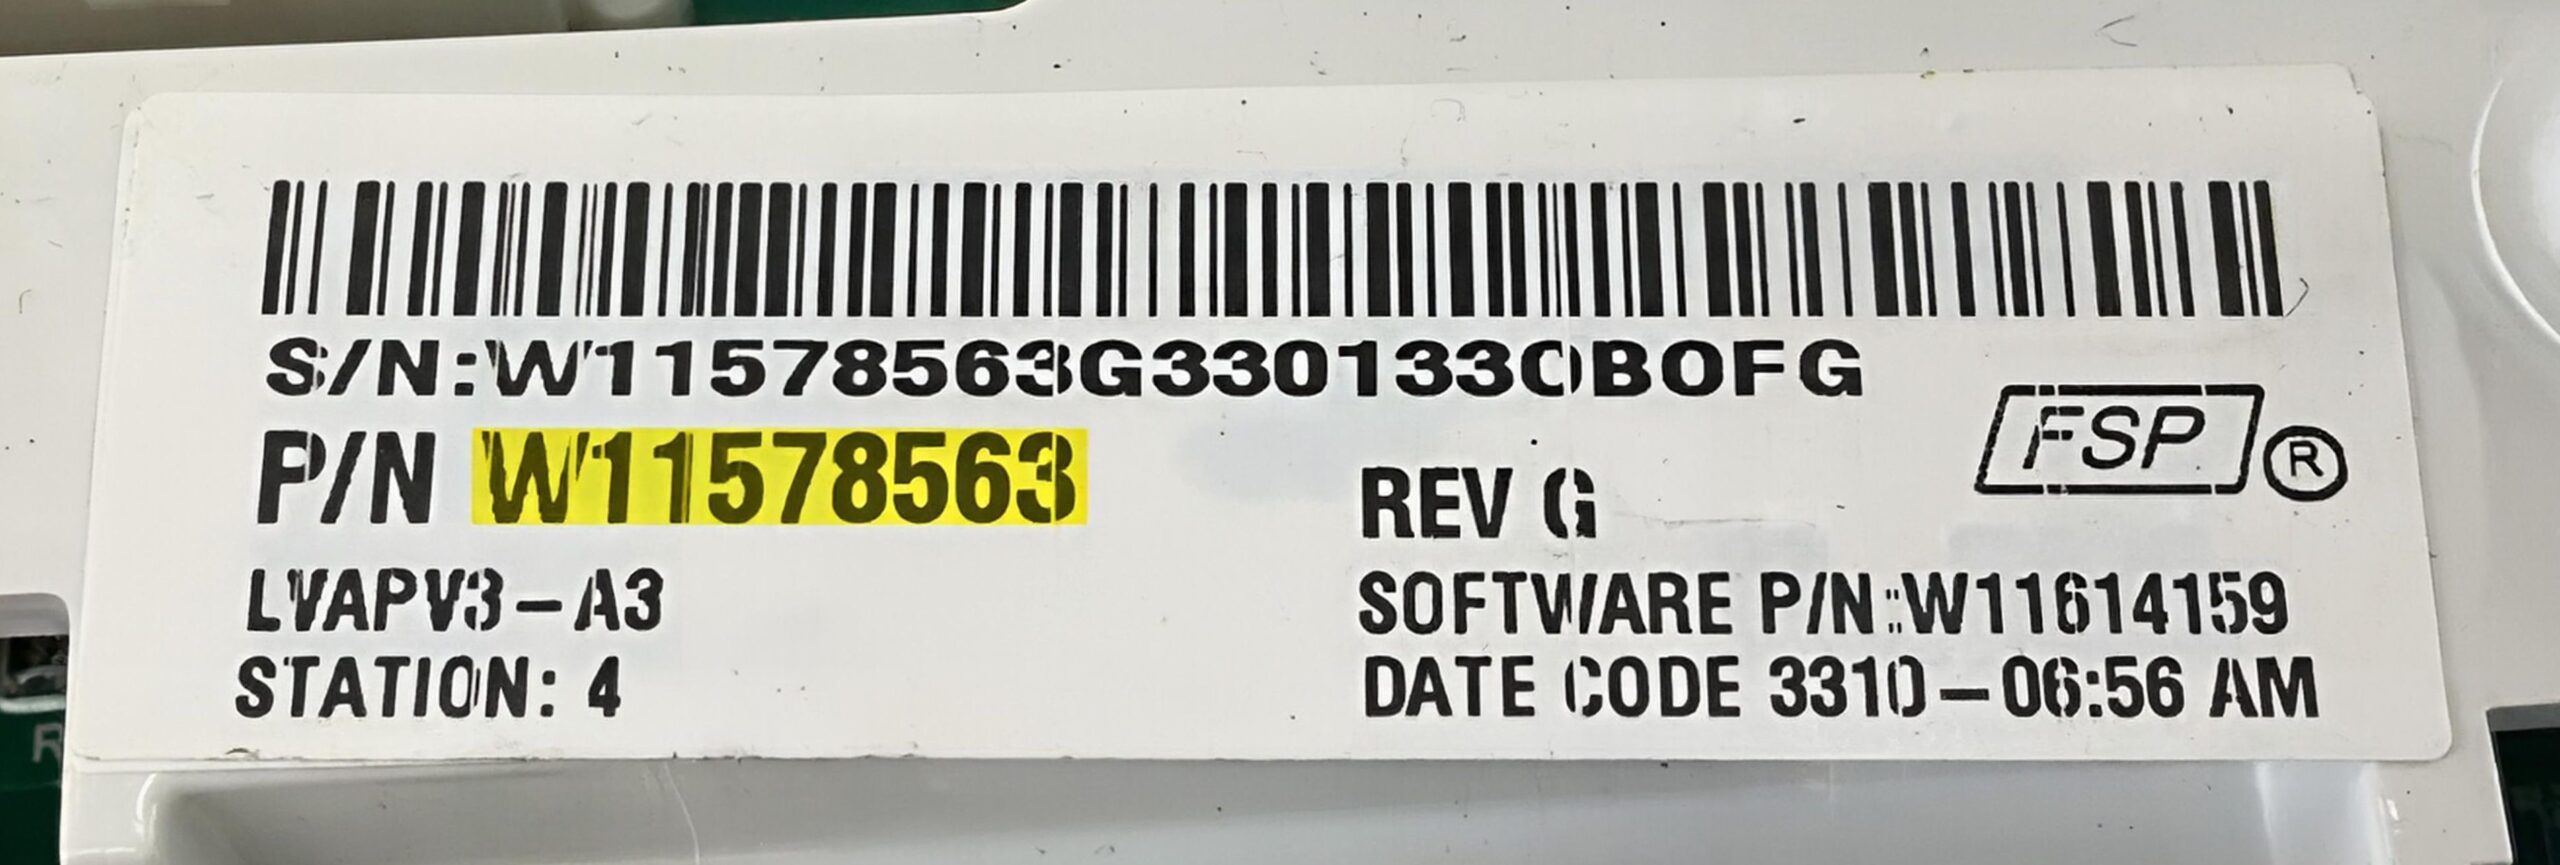 S/N:W11578563G3301330B0FG
P/N W11578563
REV G
FSP
®
LVAPV3-A3
SOFTWARE P/N:W11614159
STATION: 4
DATE CODE 3310-06:56 AM
R